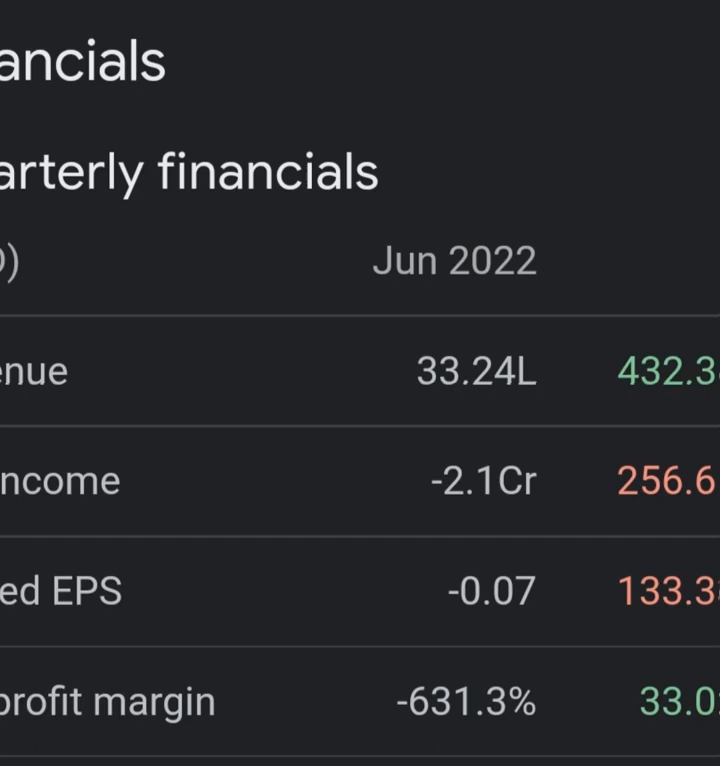 ancials
arterly financials
D) Jun 2022
enue 33.24L 432.3
ncome -2.1Cr 256.6
ed EPS -0.07 133.3
profit margin -631.3% 33.0